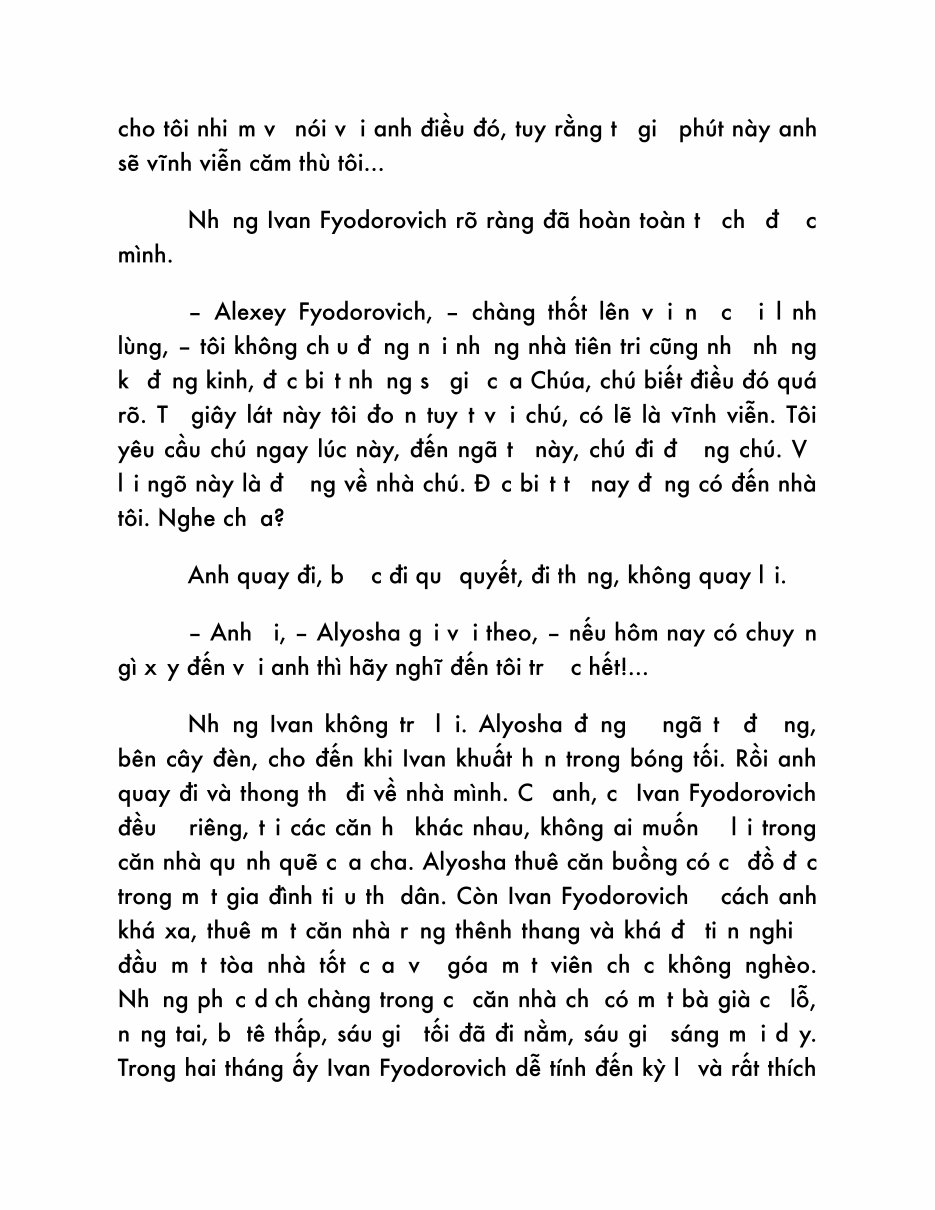 cho tôi nhi m v  nói v i anh điều đó, tuy rằng t  gi  phút này anh
sẽ vĩnh viễn căm thù tôi...
Nh ng Ivan Fyodorovich rõ ràng đã hoàn toàn t  ch  đ  c
mình.
– Alexey Fyodorovich, – chàng thốt lên v i n  c  i l nh
lùng, – tôi không ch u đ ng n i nh ng nhà tiên tri cũng nh  nh ng
k  đ ng kinh, đ c bi t nh ng s  gi  c a Chúa, chú biết điều đó quá
rõ. T  giây lát này tôi đo n tuy t v i chú, có lẽ là vĩnh viễn. Tôi
yêu cầu chú ngay lúc này, đến ngã t  này, chú đi đ  ng chú. V
l i ngõ này là đ  ng về nhà chú. Đ c bi t t  nay đ ng có đến nhà
tôi. Nghe ch a?
Anh quay đi, b  c đi qu  quyết, đi th ng, không quay l i.
– Anh  i, – Alyosha g i v i theo, – nếu hôm nay có chuy n
gì x y đến v i anh thì hãy nghĩ đến tôi tr  c hết!...
Nh ng Ivan không tr  l i. Alyosha đ ng   ngã t  đ  ng,
bên cây đèn, cho đến khi Ivan khuất h n trong bóng tối. Rồi anh
quay đi và thong th  đi về nhà mình. C  anh, c  Ivan Fyodorovich
đều   riêng, t i các căn h  khác nhau, không ai muốn   l i trong
căn nhà qu nh quẽ c a cha. Alyosha thuê căn buồng có c  đồ đ c
trong m t gia đình ti u th  dân. Còn Ivan Fyodorovich   cách anh
khá xa, thuê m t căn nhà r ng thênh thang và khá đ  ti n nghi
đầu m t tòa nhà tốt c a v  góa m t viên ch c không nghèo.
Nh ng ph c d ch chàng trong c  căn nhà ch  có m t bà già c  lỗ,
n ng tai, b  tê thấp, sáu gi  tối đã đi nằm, sáu gi  sáng m i d y.
Trong hai tháng ấy Ivan Fyodorovich dễ tính đến kỳ l  và rất thích